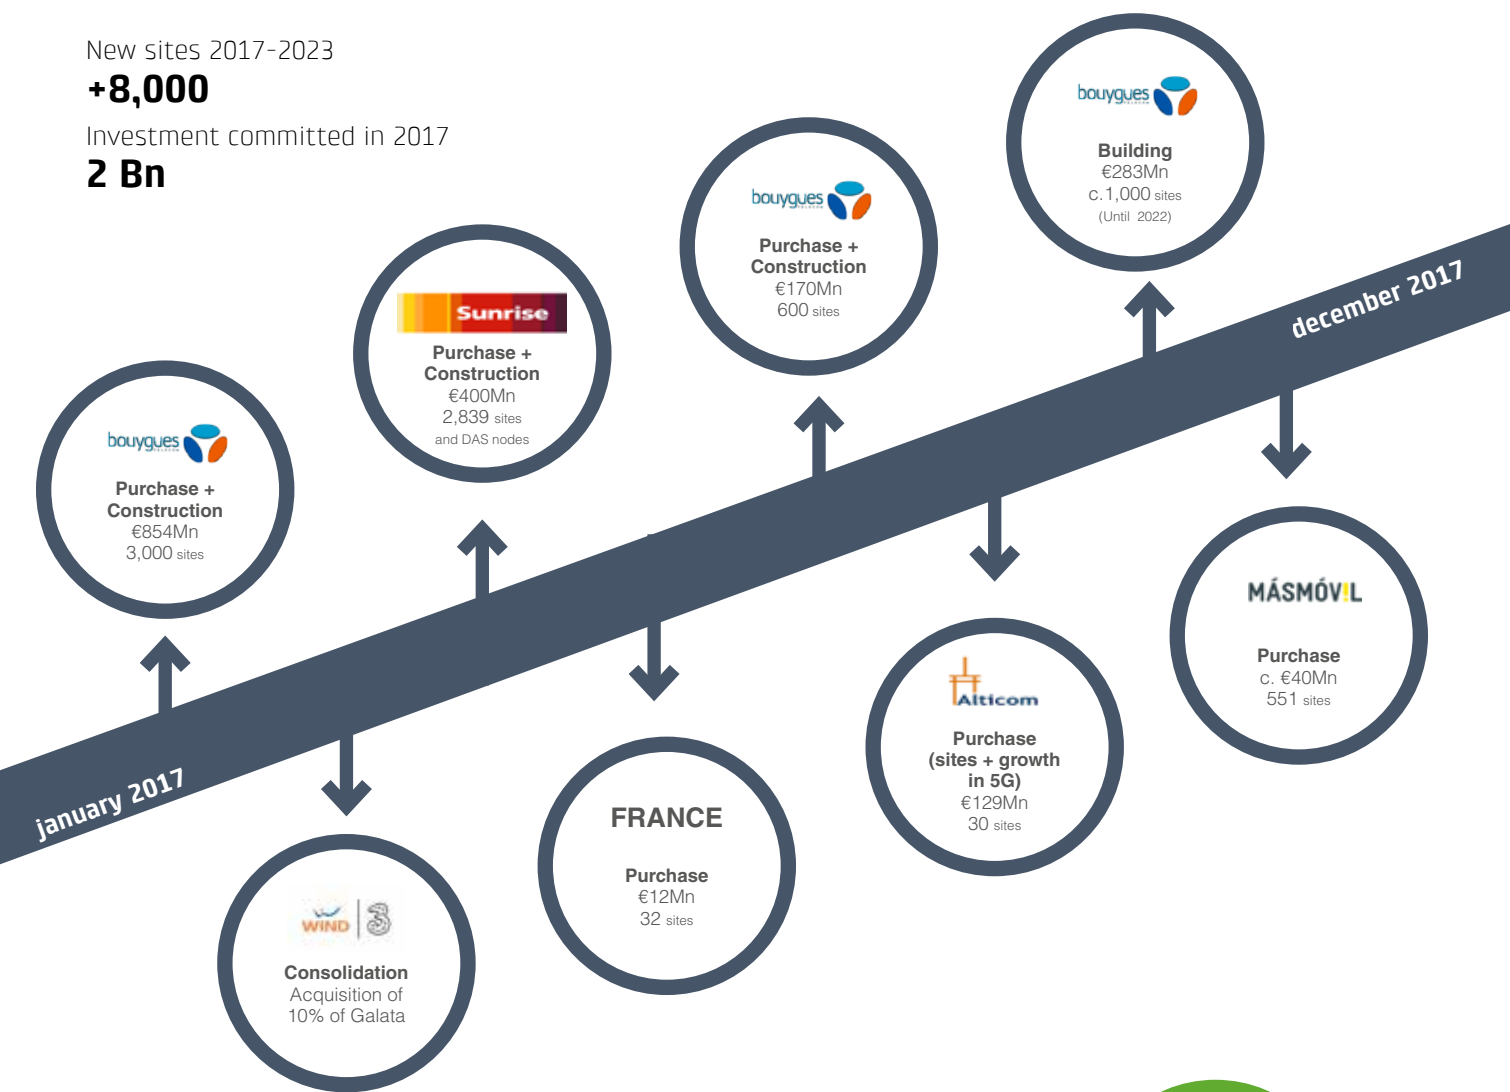 New sites 2017-2023
+8,000
Investment committed in 2017
2 Bn
bouygues
TELECOM
Purchase +
Construction
€854Mn
3,000 sites
Sunrise
Purchase +
Construction
€400Mn
2,839 sites
and DAS nodes
bouygues
TELECOM
Purchase +
Construction
€170Mn
600 sites
bouygues
TELECOM
Building
€283Mn
c.1,000 sites
(Until 2022)
january 2017
december 2017
WIND 3
Consolidation
Acquisition of
10% of Galata
FRANCE
Purchase
€12Mn
32 sites
Alticom
Purchase
(sites + growth
in 5G)
€129Mn
30 sites
MÁSMÓV!L
Purchase
c. €40Mn
551 sites